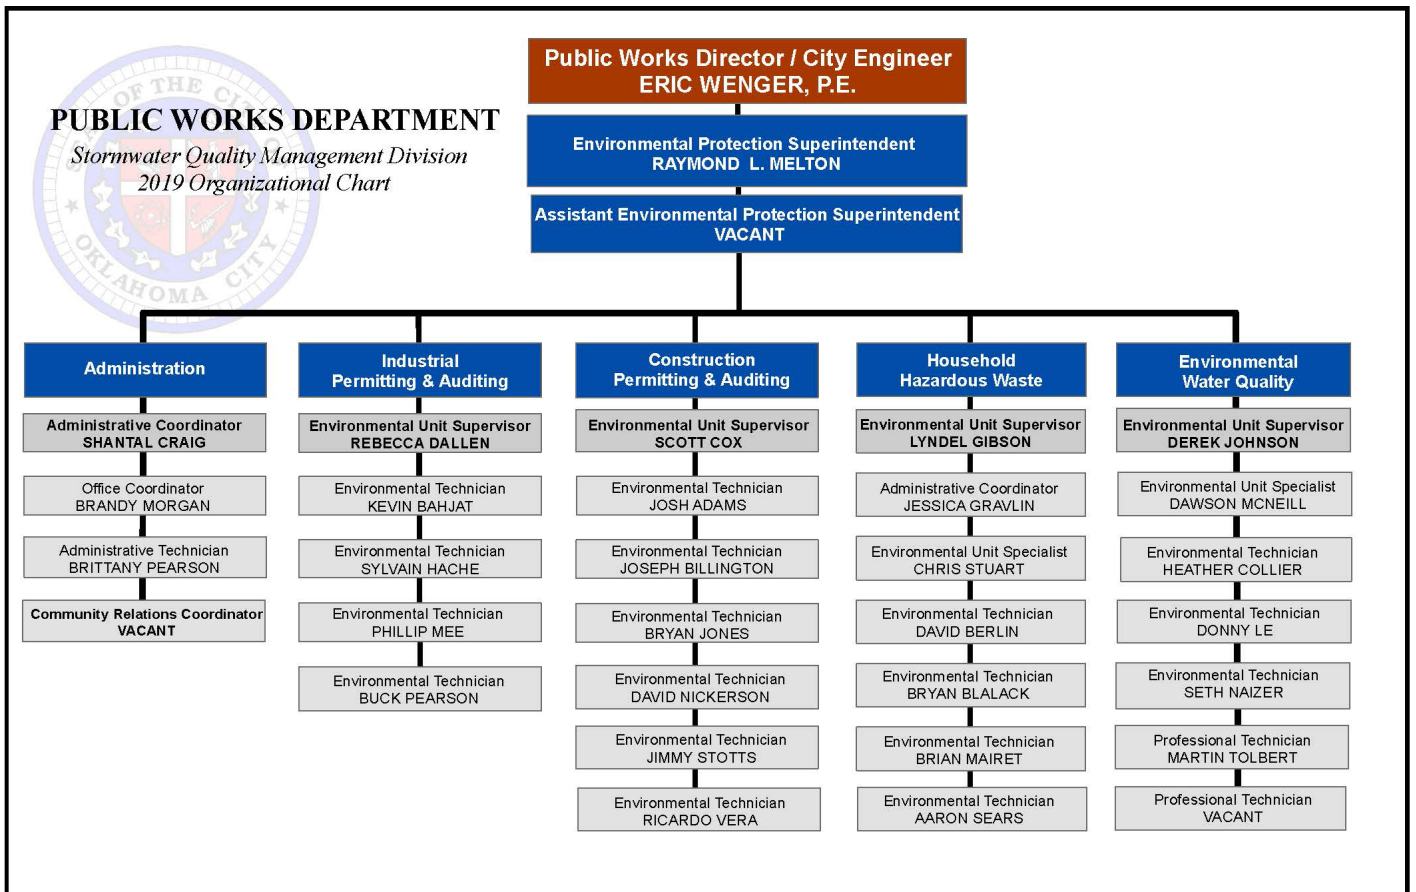 Public Works Director / City Engineer
ERIC WENGER, P.E.
SEAL OF THE CITY OF
OKLAHOMA CITY
PUBLIC WORKS DEPARTMENT
Stormwater Quality Management Division
2019 Organizational Chart
Environmental Protection Superintendent
RAYMOND L. MELTON
Assistant Environmental Protection Superintendent
VACANT
Administration
Administrative Coordinator
SHANTAL CRAIG
Office Coordinator
BRANDY MORGAN
Administrative Technician
BRITTANY PEARSON
Community Relations Coordinator
VACANT
Industrial
Permitting & Auditing
Environmental Unit Supervisor
REBECCA DALLEN
Environmental Technician
KEVIN BAHJAT
Environmental Technician
SYLVAIN HACHE
Environmental Technician
PHILLIP MEE
Environmental Technician
BUCK PEARSON
Construction
Permitting & Auditing
Environmental Unit Supervisor
SCOTT COX
Environmental Technician
JOSH ADAMS
Environmental Technician
JOSEPH BILLINGTON
Environmental Technician
BRYAN JONES
Environmental Technician
DAVID NICKERSON
Environmental Technician
JIMMY STOTTS
Environmental Technician
RICARDO VERA
Household
Hazardous Waste
Environmental Unit Supervisor
LYNDEL GIBSON
Administrative Coordinator
JESSICA GRAVLIN
Environmental Unit Specialist
CHRIS STUART
Environmental Technician
DAVID BERLIN
Environmental Technician
BRYAN BLALACK
Environmental Technician
BRIAN MAIRET
Environmental Technician
AARON SEARS
Environmental
Water Quality
Environmental Unit Supervisor
DEREK JOHNSON
Environmental Unit Specialist
DAWSON MCNEILL
Environmental Technician
HEATHER COLLIER
Environmental Technician
DONNY LE
Environmental Technician
SETH NAIZER
Professional Technician
MARTIN TOLBERT
Professional Technician
VACANT